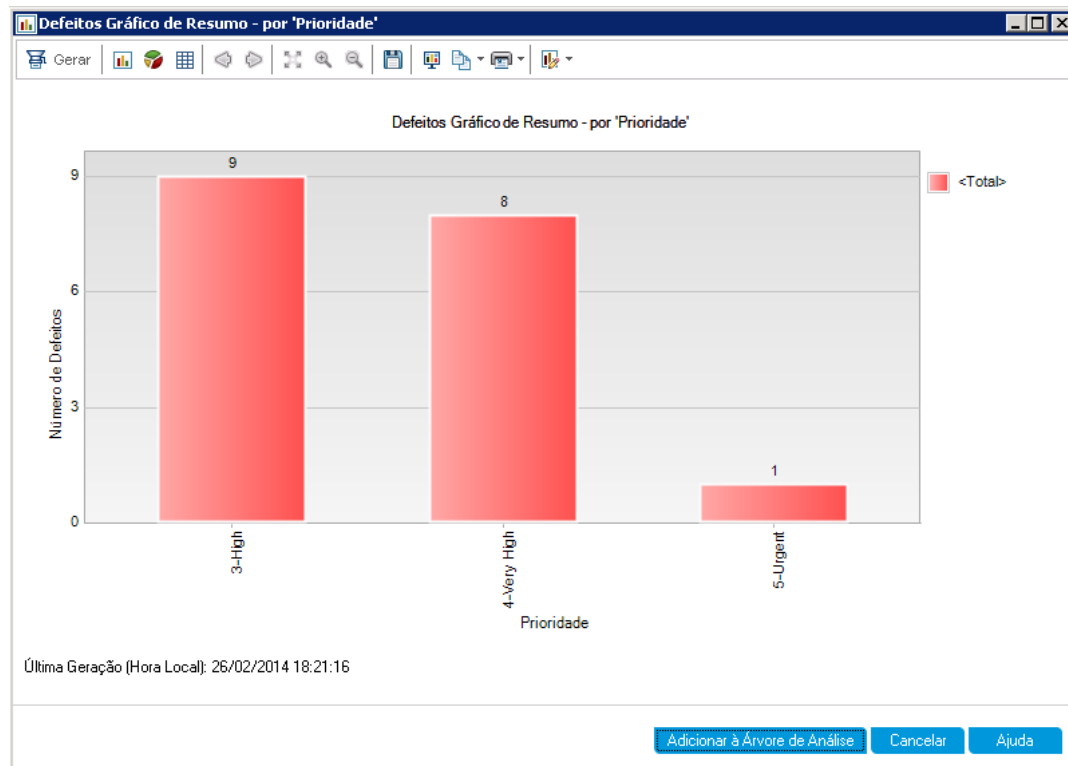 Defeitos Gráfico de Resumo - por 'Prioridade'
Gerar
Defeitos Gráfico de Resumo - por 'Prioridade'
<Total>
Número de Defeitos
9
6
3
0
9
8
1
3-High
4-Very High
5-Urgent
Prioridade
Última Geração (Hora Local): 26/02/2014 18:21:16
Adicionar à Árvore de Análise
Cancelar
Ajuda